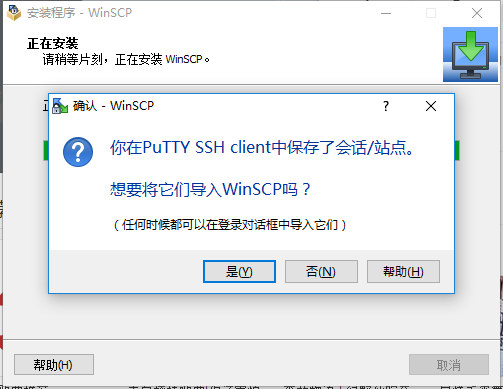 安装程序 - WinSCP
正在安装
请稍等片刻，正在安装 WinSCP。
确认 - WinSCP
?
你在PuTTY SSH client中保存了会话/站点。
想要将它们导入WinSCP吗？
（任何时候都可以在登录对话框中导入它们）
是(Y)
否(N)
帮助(H)
帮助(H)
取消